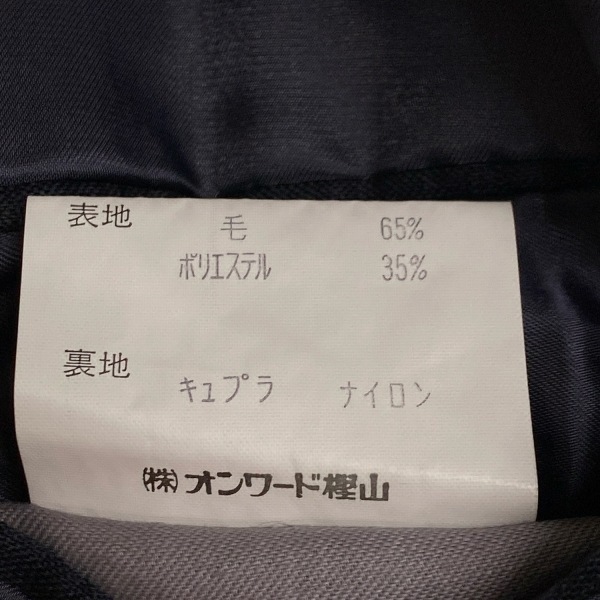 表地 毛 65%
ポリエステル 35%
裏地 キュプラ ナイロン
㈱オンワード樫山